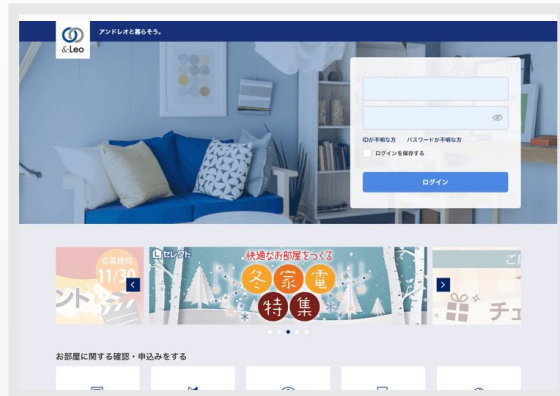 アンドレオと暮らそう。
&Leo
IDが不明な方 パスワードが不明な方
ログインを保存する
ログイン
応募締切
11/30
ント
Lセレクト
快適なお部屋をつくる
冬家電
特集
チェ
お部屋に関する確認・申込みをする